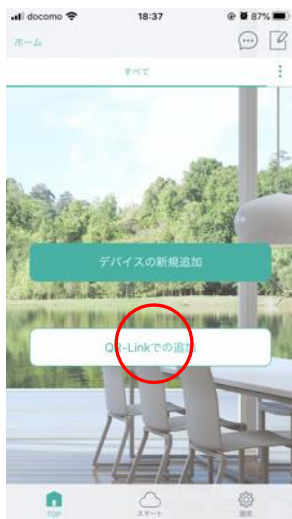 docomo 18:37 87%
ホーム
すべて
デバイスの新規追加
QR-Linkでの追加
TOP スマート 設定